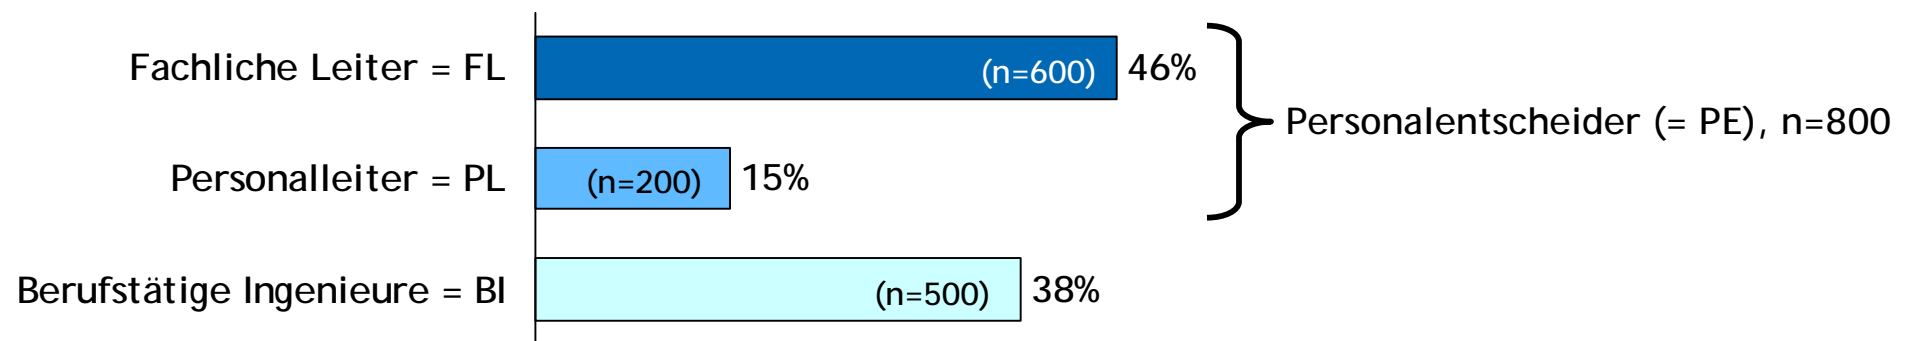 Fachliche Leiter = FL (n=600) 46%
Personalentscheider (= PE), n=800
Personalleiter = PL (n=200) 15%
Berufstätige Ingenieure = BI (n=500) 38%